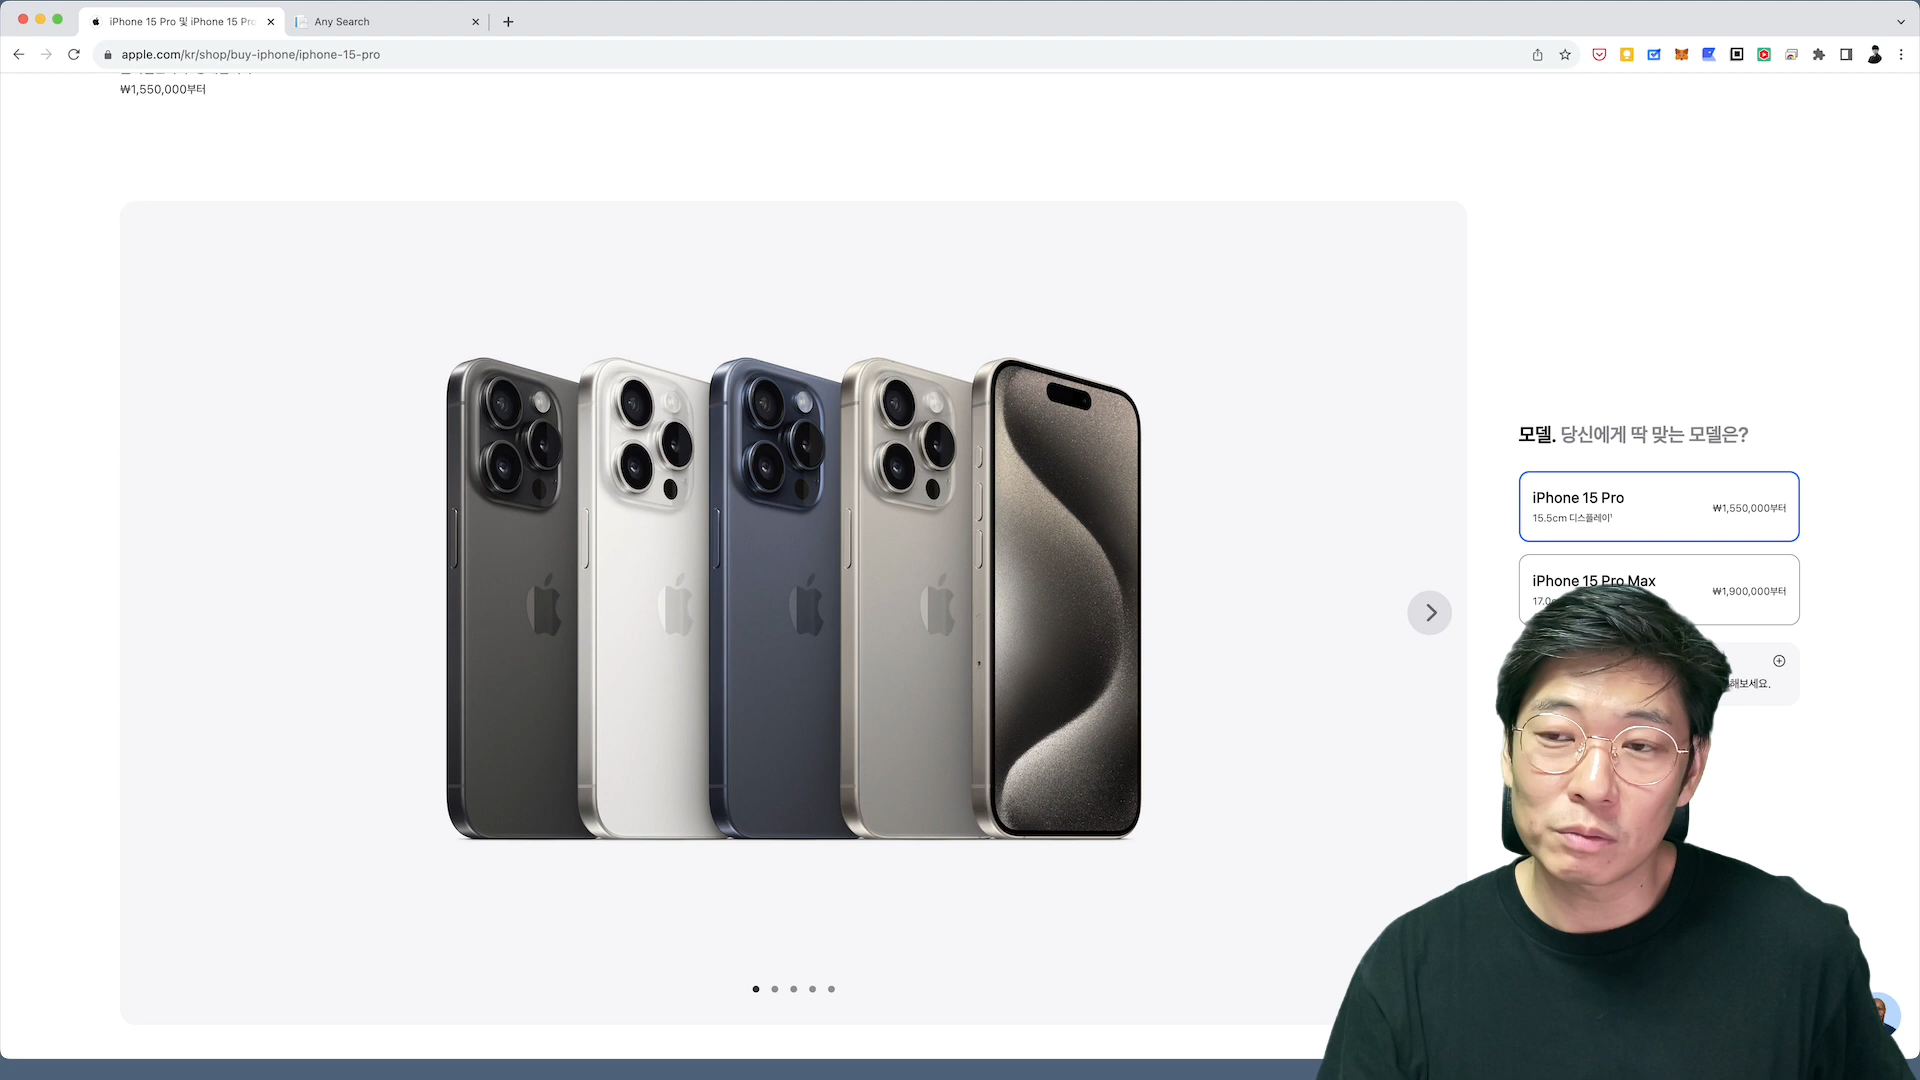 iPhone 15 Pro 및 iPhone 15 Pro
Any Search
apple.com/kr/shop/buy-iphone/iphone-15-pro
₩1,550,000부터
모델. 당신에게 딱 맞는 모델은?
iPhone 15 Pro
₩1,550,000부터
15.5cm 디스플레이¹
iPhone 15 Pro Max
₩1,900,000부터
17.0c
해보세요.